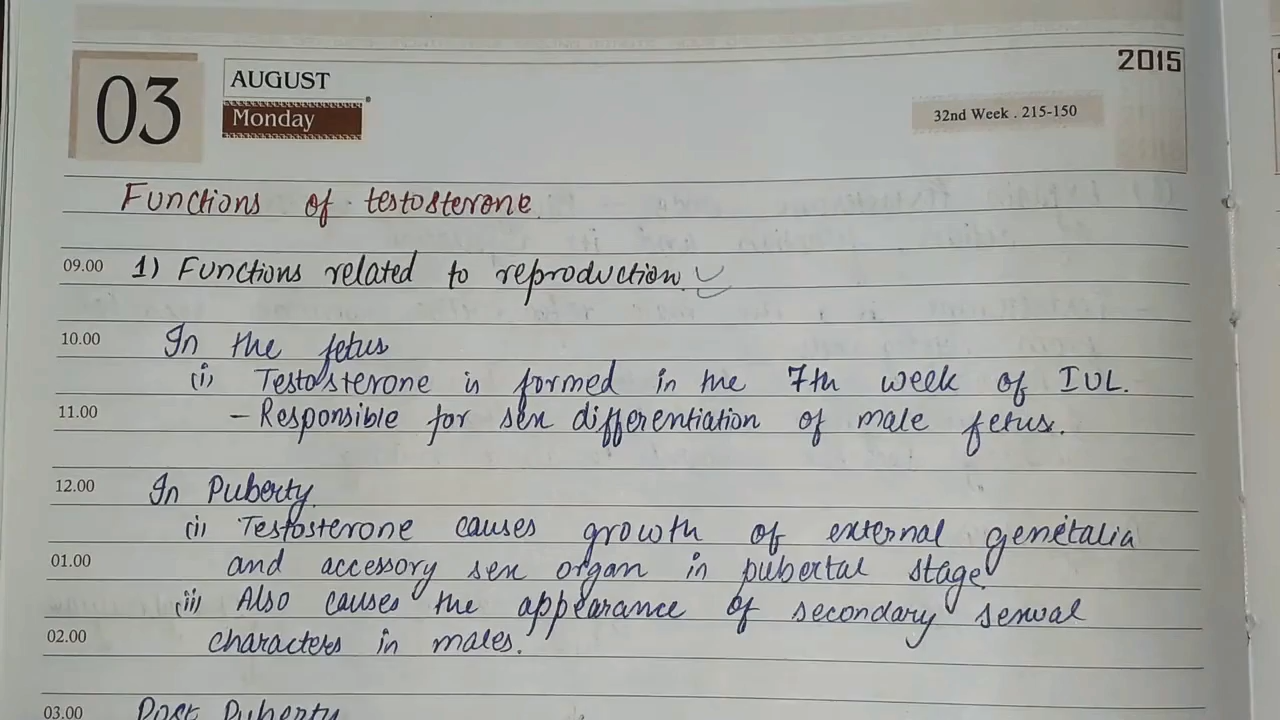 03
AUGUST
Monday
2015
32nd Week . 215-150
Functions of testosterone.
09.00 1) Functions related to reproduction.
10.00 In the fetus
(i) Testosterone is formed in the 7th week of IUL.
11.00 – Responsible for sex differentiation of male fetus.
12.00 In Puberty.
(i) Testosterone causes growth of external genetalia
01.00 and accessory sex organ in pubertal stage
(ii) Also causes the appearance of secondary sexual
02.00 characters in males.
03.00 Post Puberty